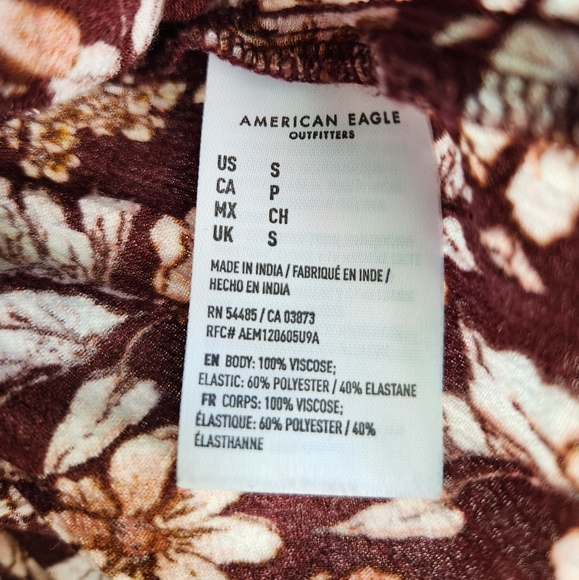 AMERICAN EAGLE
OUTFITTERS
US S
CA P
MX CH
UK S
MADE IN INDIA / FABRIQUÉ EN INDE /
HECHO EN INDIA
RN 54485 / CA 03873
RFC# AEM120605U9A
EN BODY: 100% VISCOSE;
ELASTIC: 60% POLYESTER / 40% ELASTANE
FR CORPS: 100% VISCOSE;
ÉLASTIQUE: 60% POLYESTER / 40%
ÉLASTHANNE